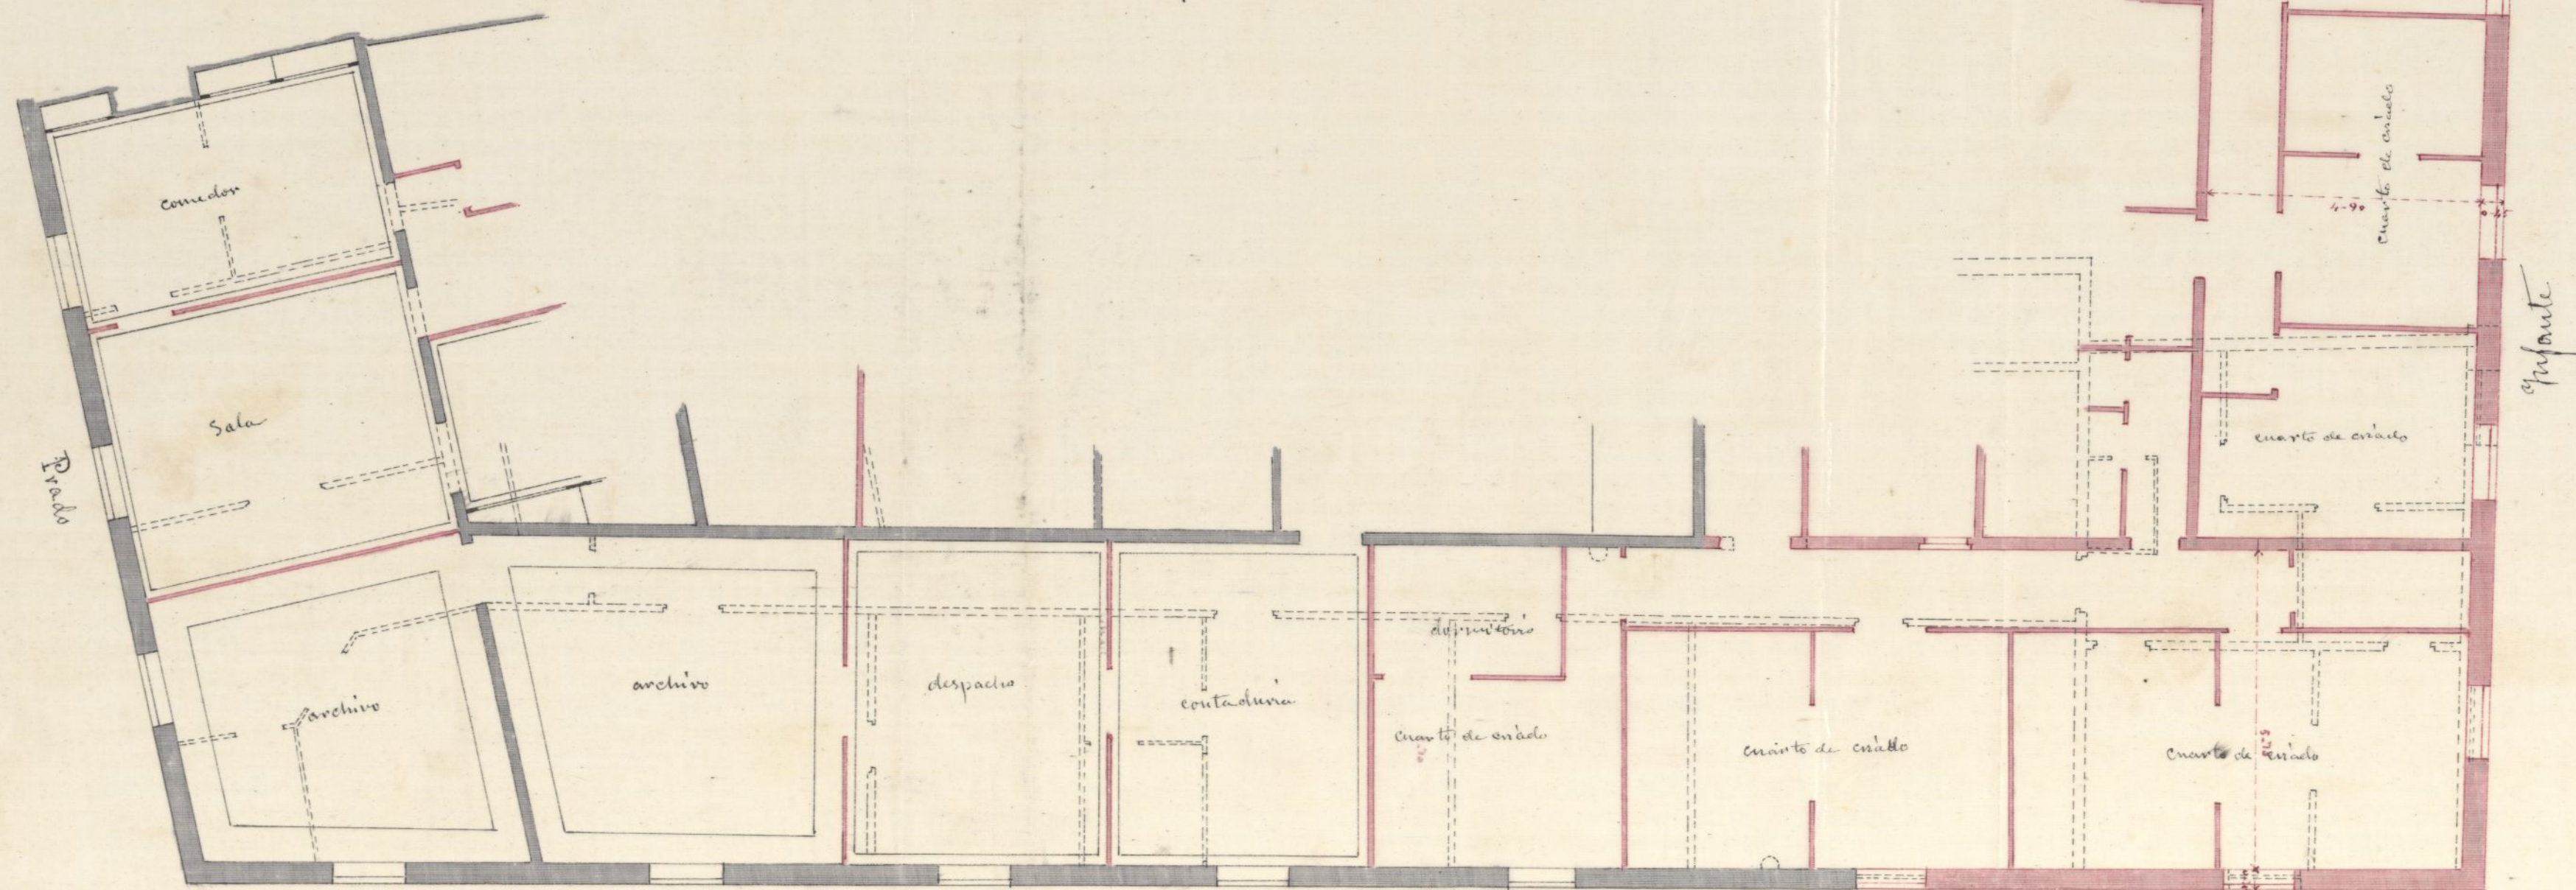 comedor
cuarto de criado
4-90
Prado
Sala
Infante
cuarto de criado
archivo
archivo
despacho
contaduria
dormitorio
cuarto de criado
cuarto de criado
cuarto de criado